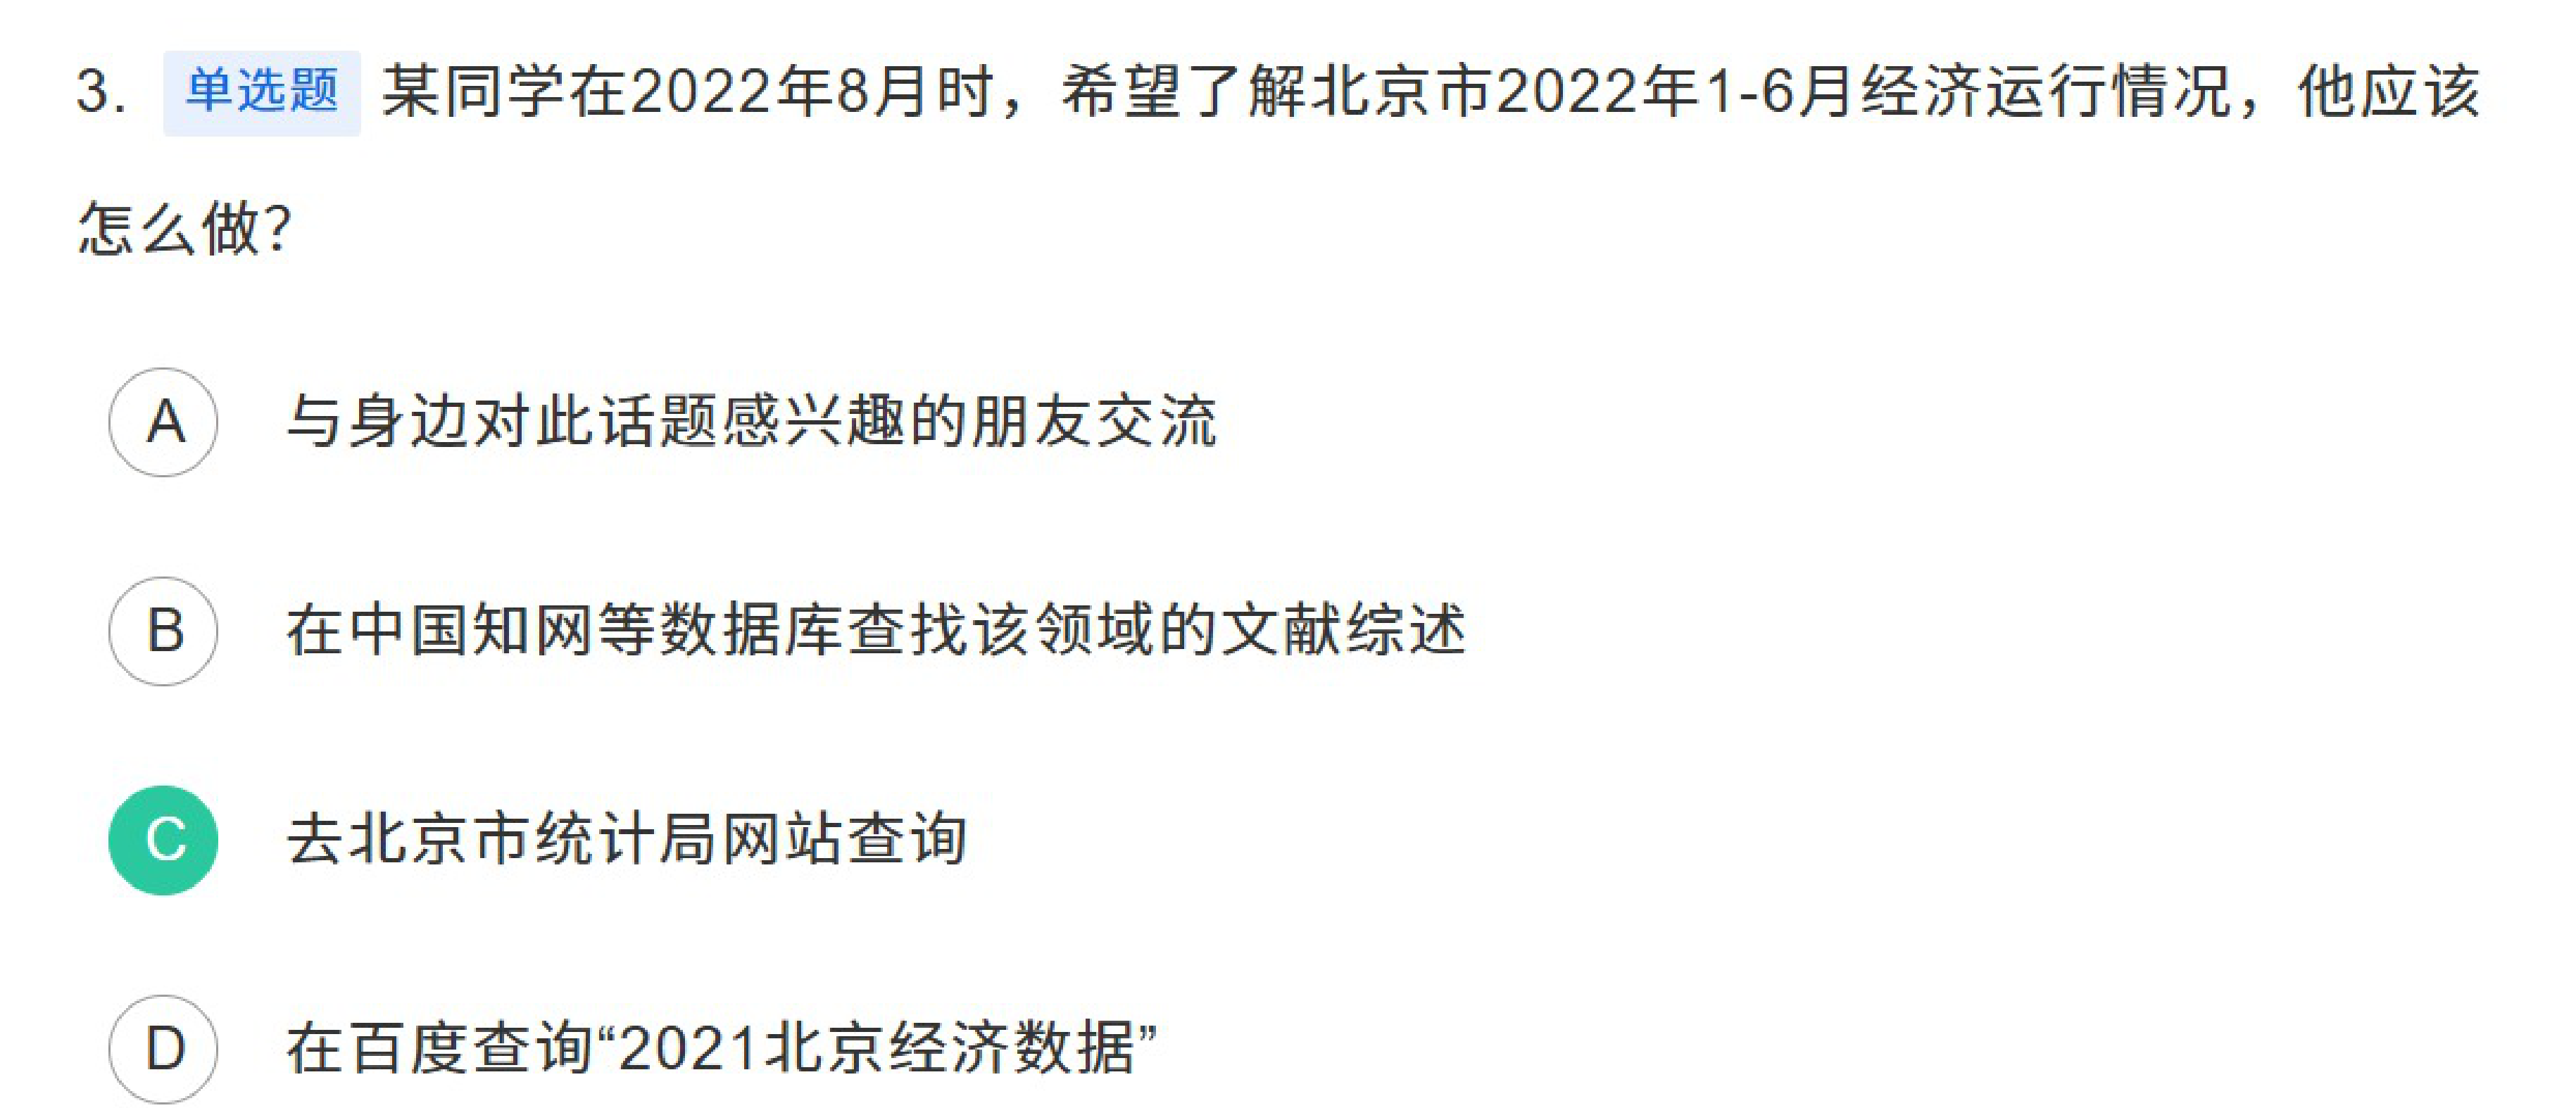 3. 单选题 某同学在2022年8月时，希望了解北京市2022年1-6月经济运行情况，他应该
怎么做？
A 与身边对此话题感兴趣的朋友交流
B 在中国知网等数据库查找该领域的文献综述
C 去北京市统计局网站查询
D 在百度查询“2021北京经济数据”